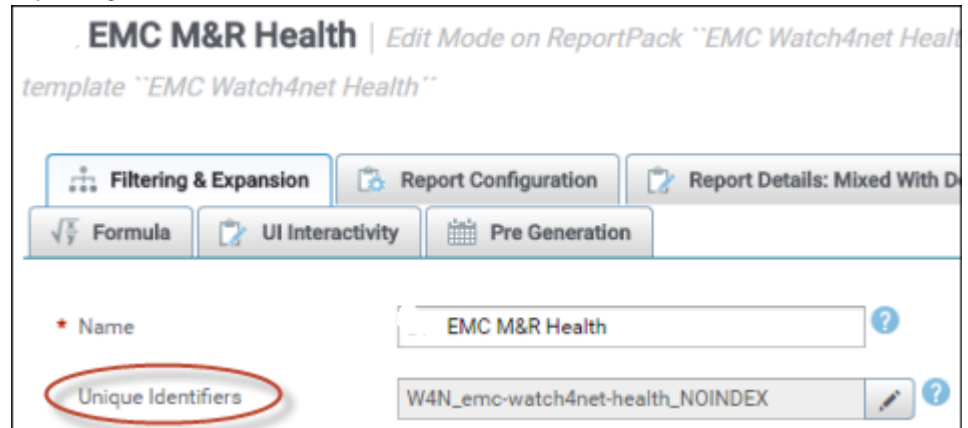 EMC M&R Health | Edit Mode on ReportPack ``EMC Watch4net Healt
template ``EMC Watch4net Health´´
Filtering & Expansion Report Configuration Report Details: Mixed With D
Formula UI Interactivity Pre Generation
* Name EMC M&R Health ?
Unique Identifiers W4N_emc-watch4net-health_NOINDEX ?